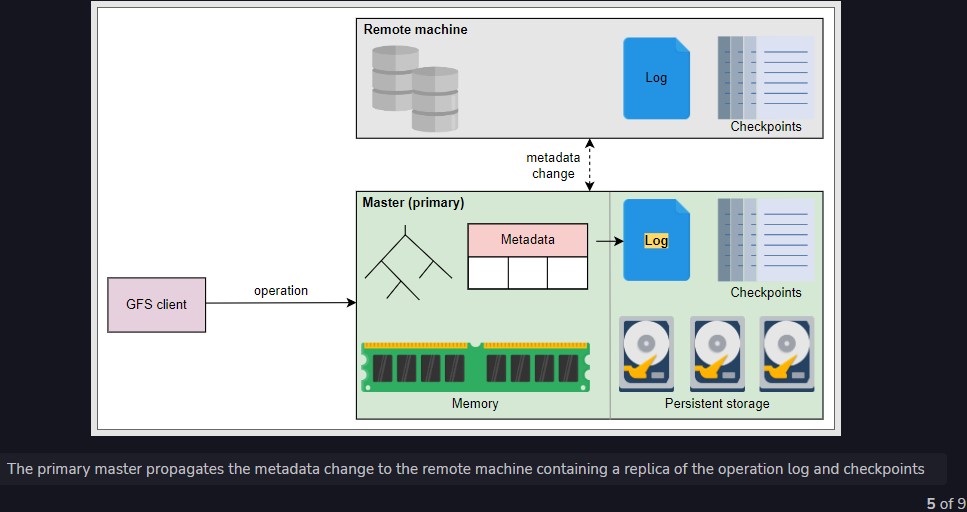 Remote machine
Log
Checkpoints
metadata
change
Master (primary)
Metadata
Log
Checkpoints
GFS client
operation
Memory
Persistent storage
The primary master propagates the metadata change to the remote machine containing a replica of the operation log and checkpoints
5 of 9